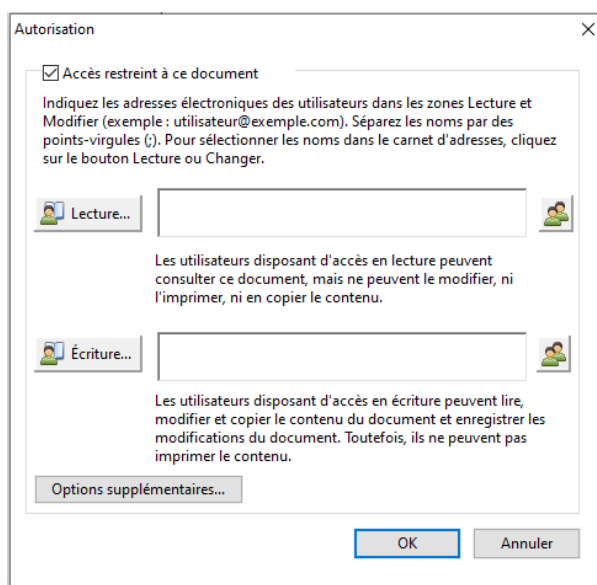 Autorisation
Accès restreint à ce document
Indiquez les adresses électroniques des utilisateurs dans les zones Lecture et
Modifier (exemple : utilisateur@exemple.com). Séparez les noms par des
points-virgules (;). Pour sélectionner les noms dans le carnet d'adresses, cliquez
sur le bouton Lecture ou Changer.
Lecture...
Les utilisateurs disposant d'accès en lecture peuvent
consulter ce document, mais ne peuvent le modifier, ni
l'imprimer, ni en copier le contenu.
Écriture...
Les utilisateurs disposant d'accès en écriture peuvent lire,
modifier et copier le contenu du document et enregistrer les
modifications du document. Toutefois, ils ne peuvent pas
imprimer le contenu.
Options supplémentaires...
OK
Annuler